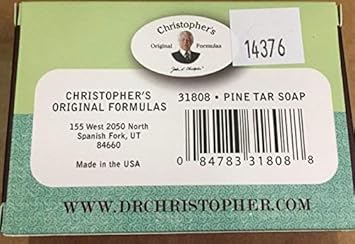 Christopher's
Original Formulas
14376
CHRISTOPHER'S
ORIGINAL FORMULAS
155 West 2050 North
Spanish Fork, UT
84660
Made in the USA
31808 • PINE TAR SOAP
0 84783 31808 8
WWW.DRCHRISTOPHER.COM